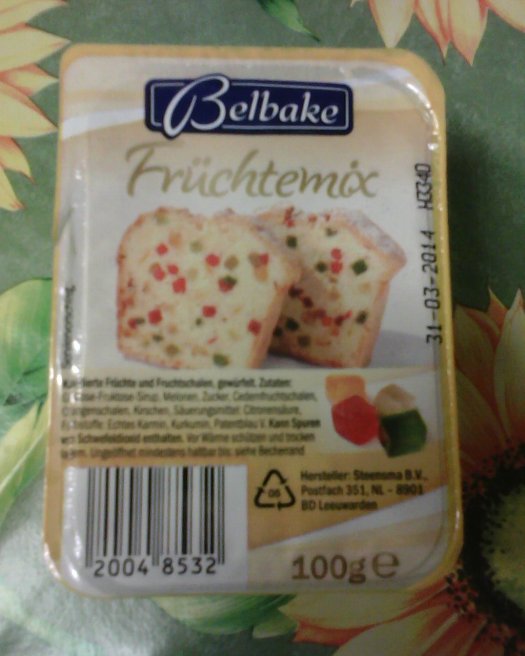 Belbake
Früchtemix
31-03-2014 H3340
Früchte und Fruchtschalen, gewürfelt. Zutaten:
Glukose-Fruktose-Sirup, Melonen, Zucker, Cedernfruchtschalen,
Orangenschalen, Kirschen, Säuerungsmittel: Citronensäure,
Farbstoffe: Echtes Karmin, Kurkumin, Patentblau V. Kann Spuren
von Schwefeldioxid enthalten. Vor Wärme schützen und trocken
Ungeöffnet mindestens haltbar bis: siehe Becherrand
05
Hersteller: Steensma B.V.,
Postfach 351, NL - 8901
BD Leeuwarden
2004 8532
100g e